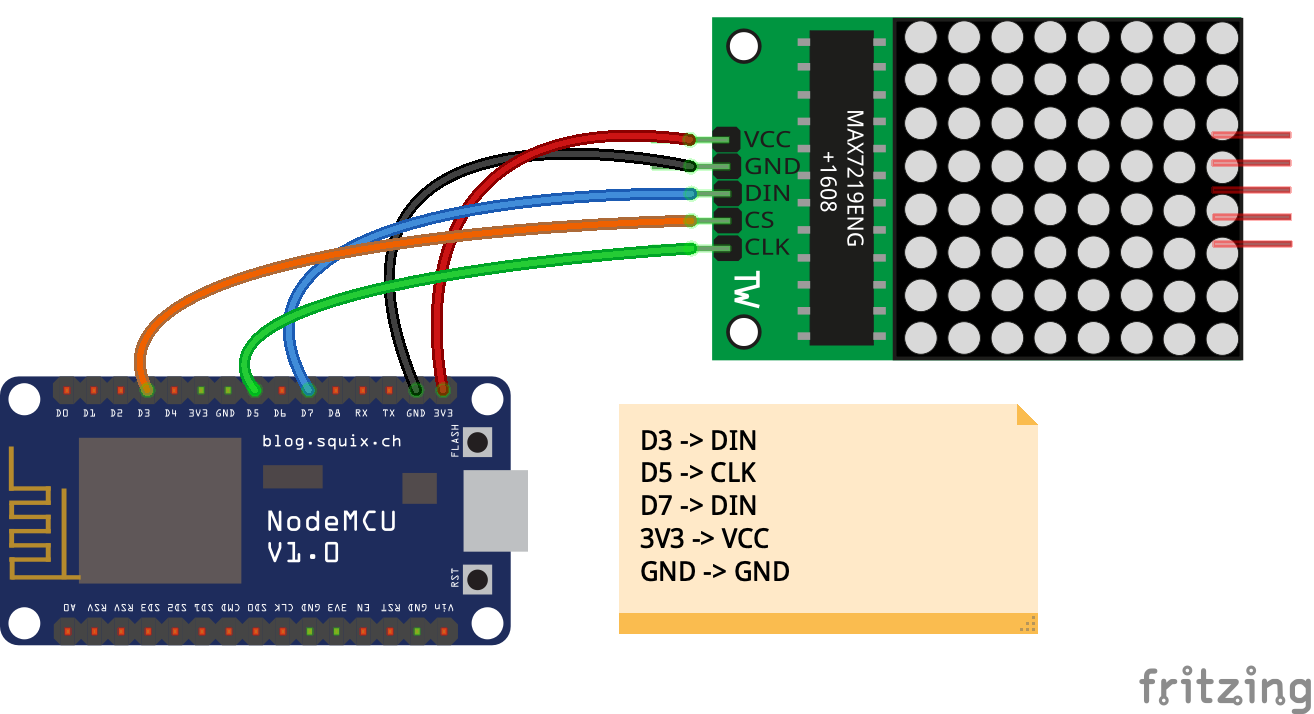 VCC
GND
DIN
CS
CLK
TW
MAX7219ENG
+1608
D0 D1 D2 D3 D4 3V3 GND D5 D6 D7 D8 RX TX GND 3V3
blog.squix.ch
FLASH
NodeMCU
V1.0
RST
A0 RSV RSV SD3 SD2 SD1 CMD SD0 CLK GND 3V3 EN RST GND Vin
D3 -> DIN
D5 -> CLK
D7 -> DIN
3V3 -> VCC
GND -> GND
fritzing